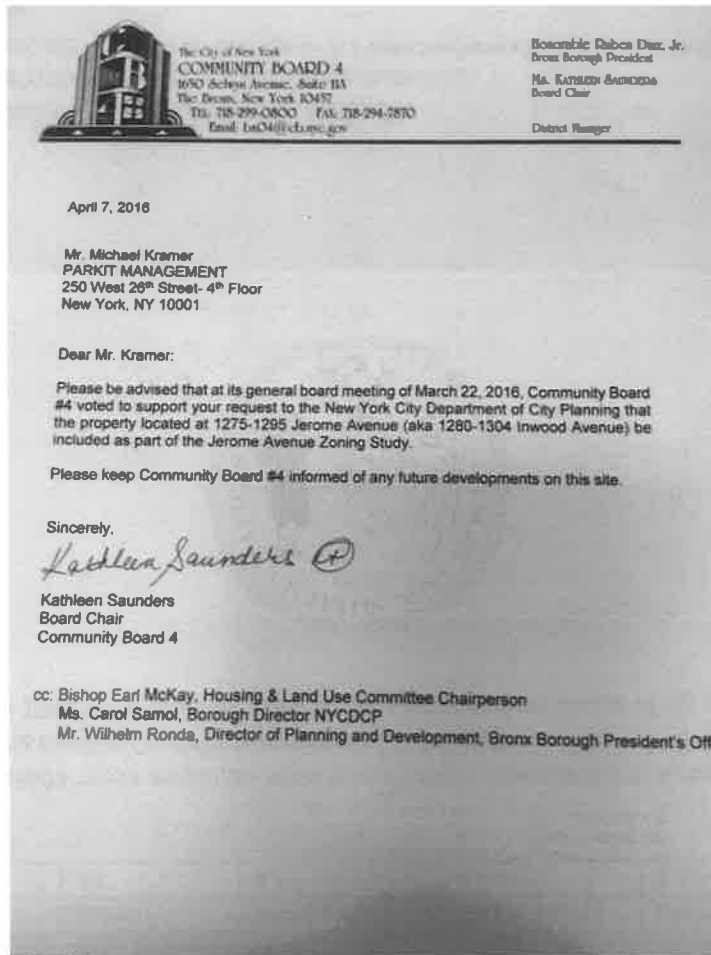 The City of New York
COMMUNITY BOARD 4
1650 Selwyn Avenue, Suite 11A
The Bronx, New York 10457
TEL: 718-299-0800 FAX: 718-294-7870
Email:
Honorable Ruben Diaz, Jr.
Bronx Borough President
MS. KATHLEEN SAUNDERS
Board Chair
District Manager
April 7, 2016
Mr. Michael Kramer
PARKIT MANAGEMENT
250 West 26th Street- 4th Floor
New York, NY 10001
Dear Mr. Kramer:
Please be advised that at its general board meeting of March 22, 2016, Community Board
#4 voted to support your request to the New York City Department of City Planning that
the property located at 1275-1295 Jerome Avenue (aka 1280-1304 Inwood Avenue) be
included as part of the Jerome Avenue Zoning Study.
Please keep Community Board #4 informed of any future developments on this site.
Sincerely,
Kathleen Saunders
Kathleen Saunders
Board Chair
Community Board 4
cc: Bishop Earl McKay, Housing & Land Use Committee Chairperson
Ms. Carol Samol, Borough Director NYCDCP
Mr. Wilhelm Ronda, Director of Planning and Development, Bronx Borough President's Off